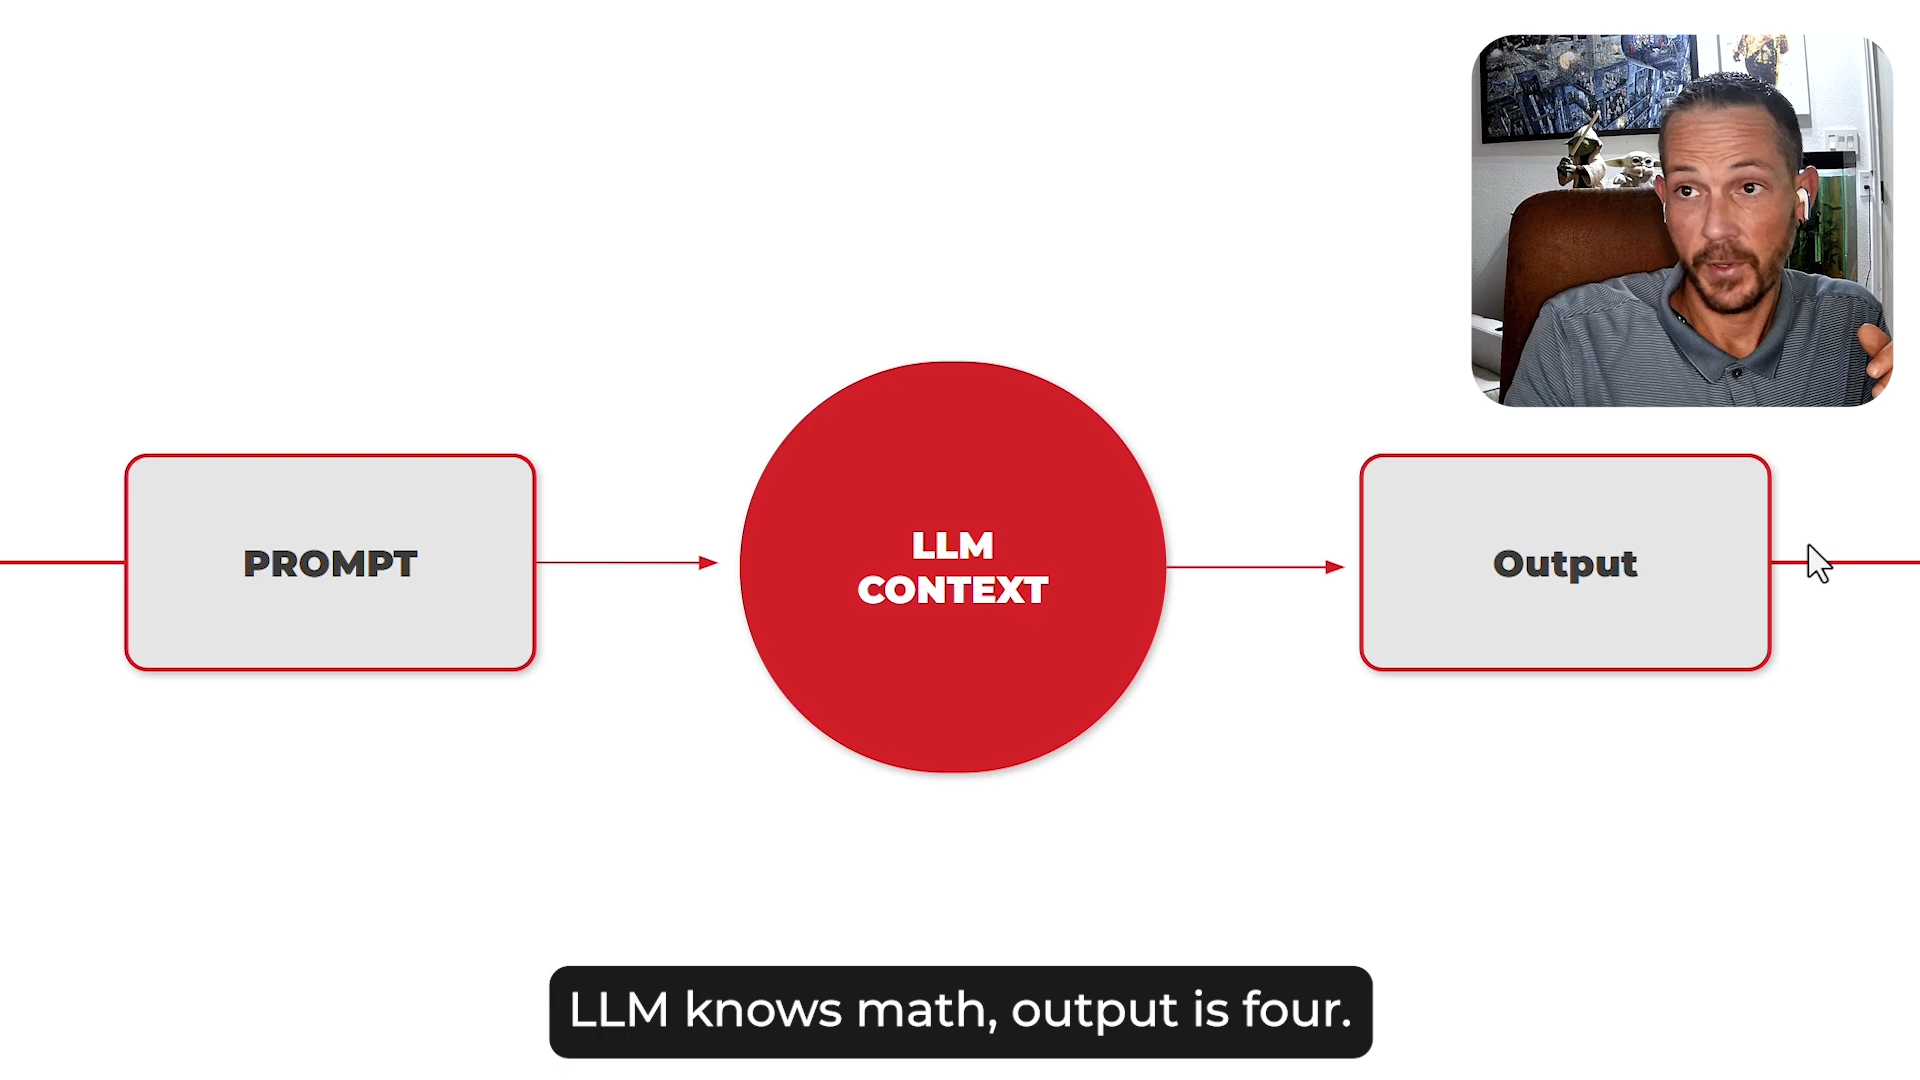 PROMPT
LLM
CONTEXT
Output
LLM knows math, output is four.